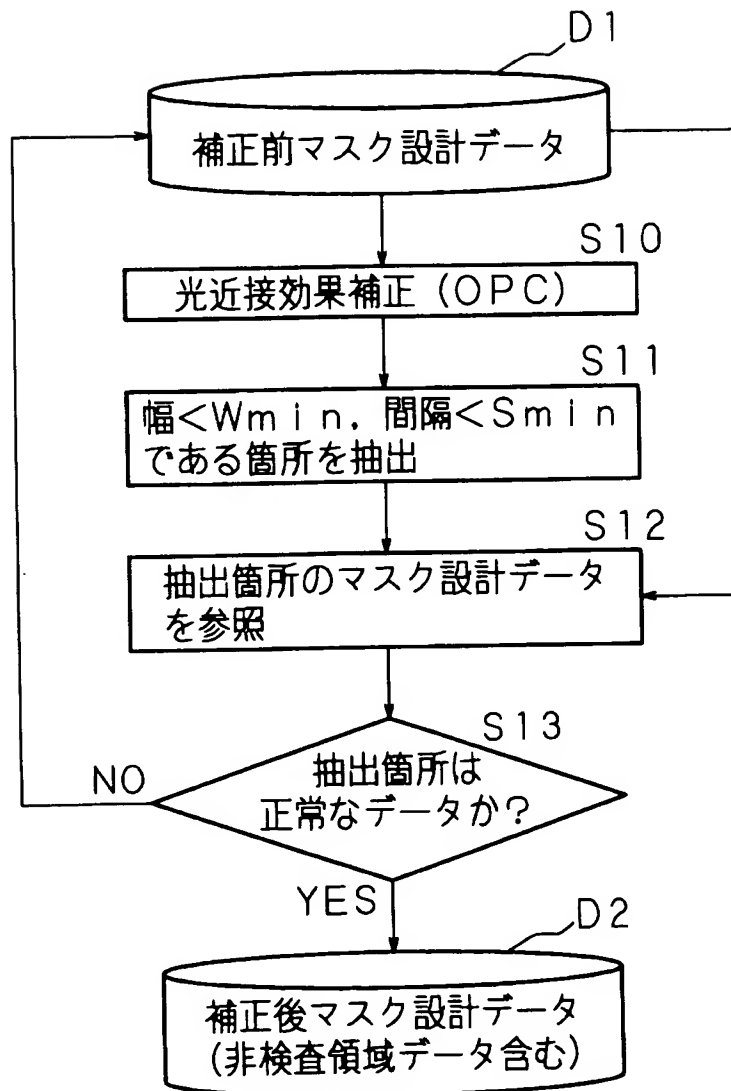 D1
補正前マスク設計データ
S10
光近接効果補正(OPC)
S11
幅<Wmin. 間隔<Smin
である箇所を抽出
S12
抽出箇所のマスク設計データ
を参照
S13
抽出箇所は
正常なデータか?
NO
YES
D2
補正後マスク設計データ
(非検査領域データ含む)